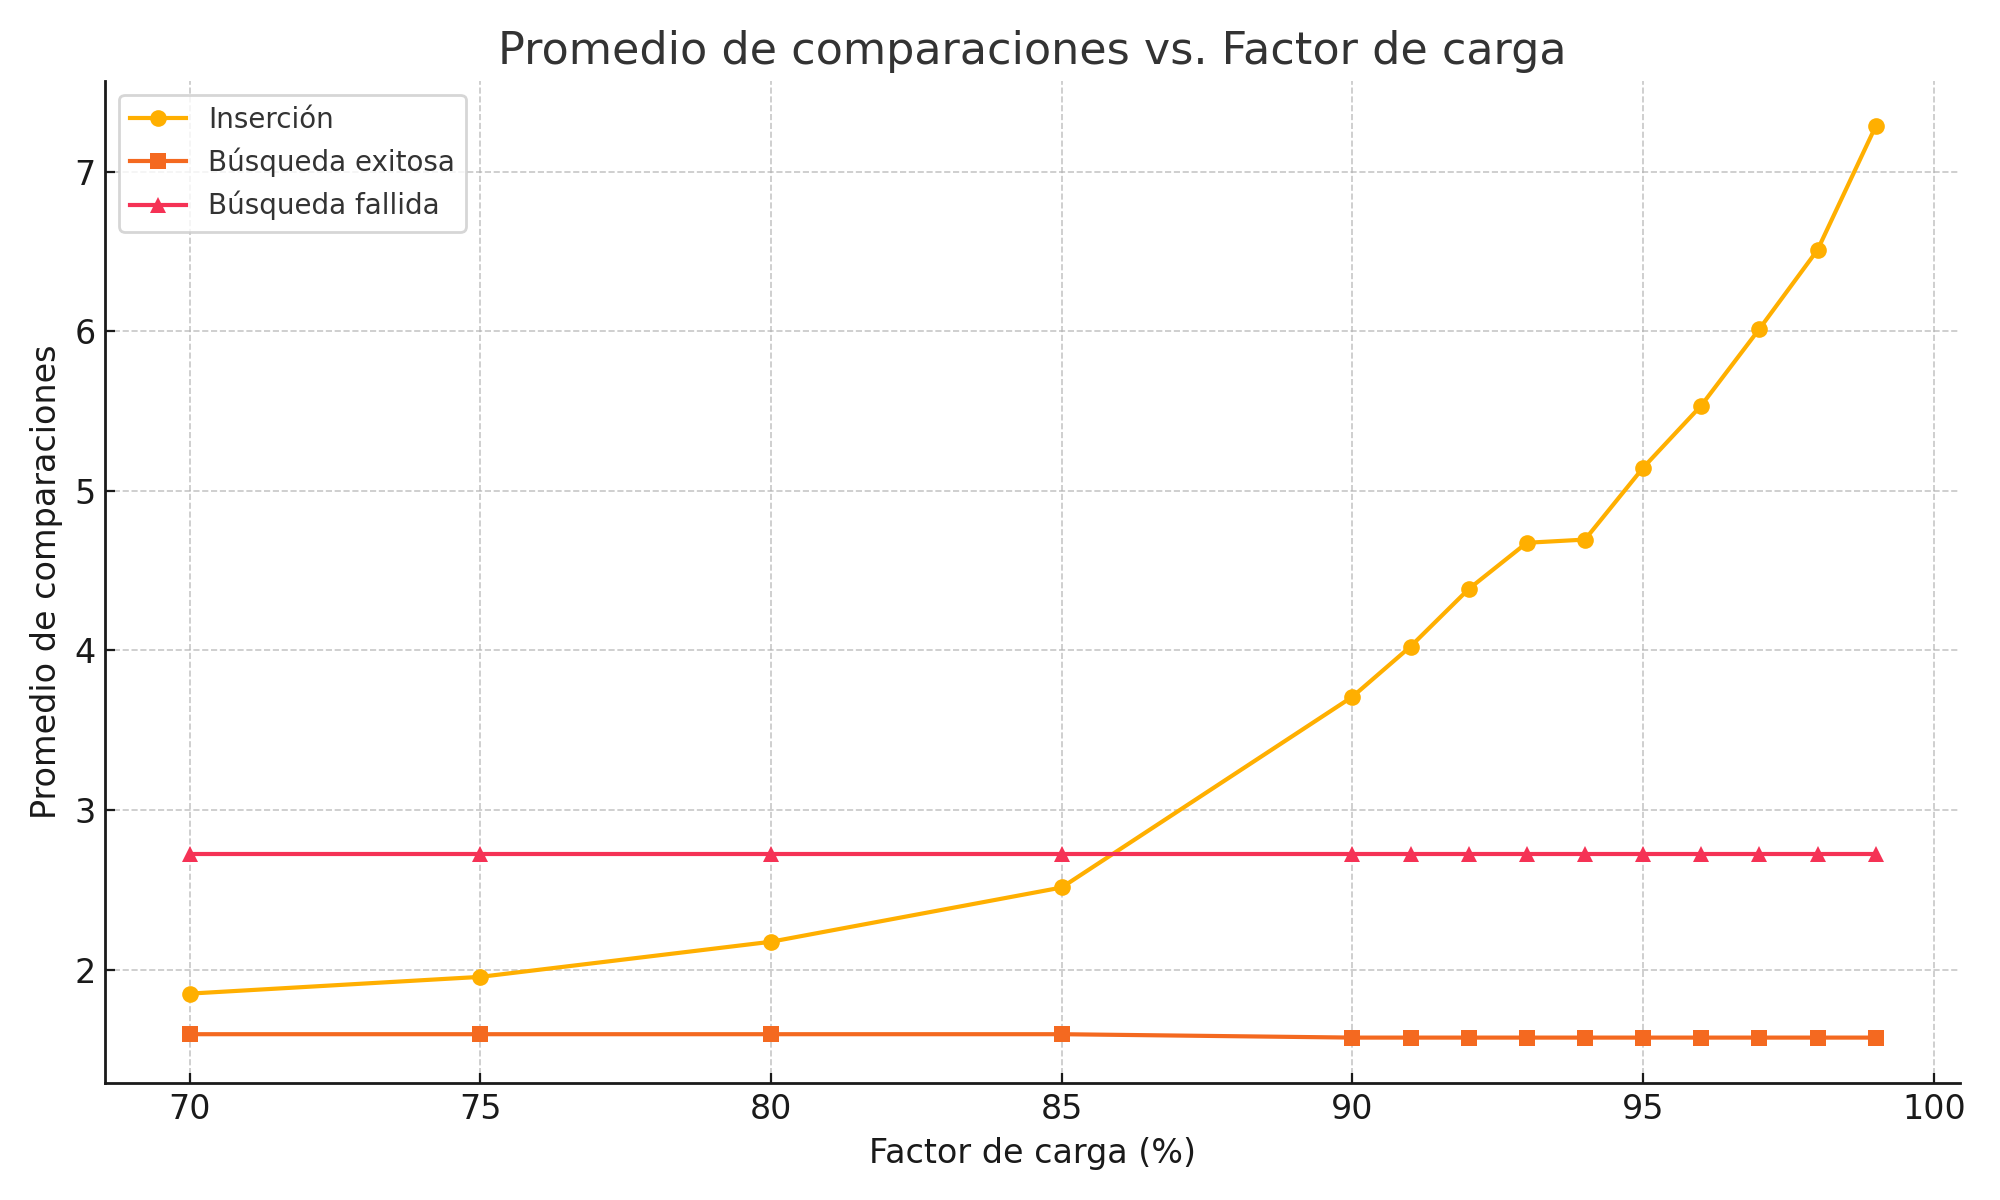 Promedio de comparaciones vs. Factor de carga
Inserción
Búsqueda exitosa
Búsqueda fallida
Promedio de comparaciones
7
6
5
4
3
2
70 75 80 85 90 95 100
Factor de carga (%)